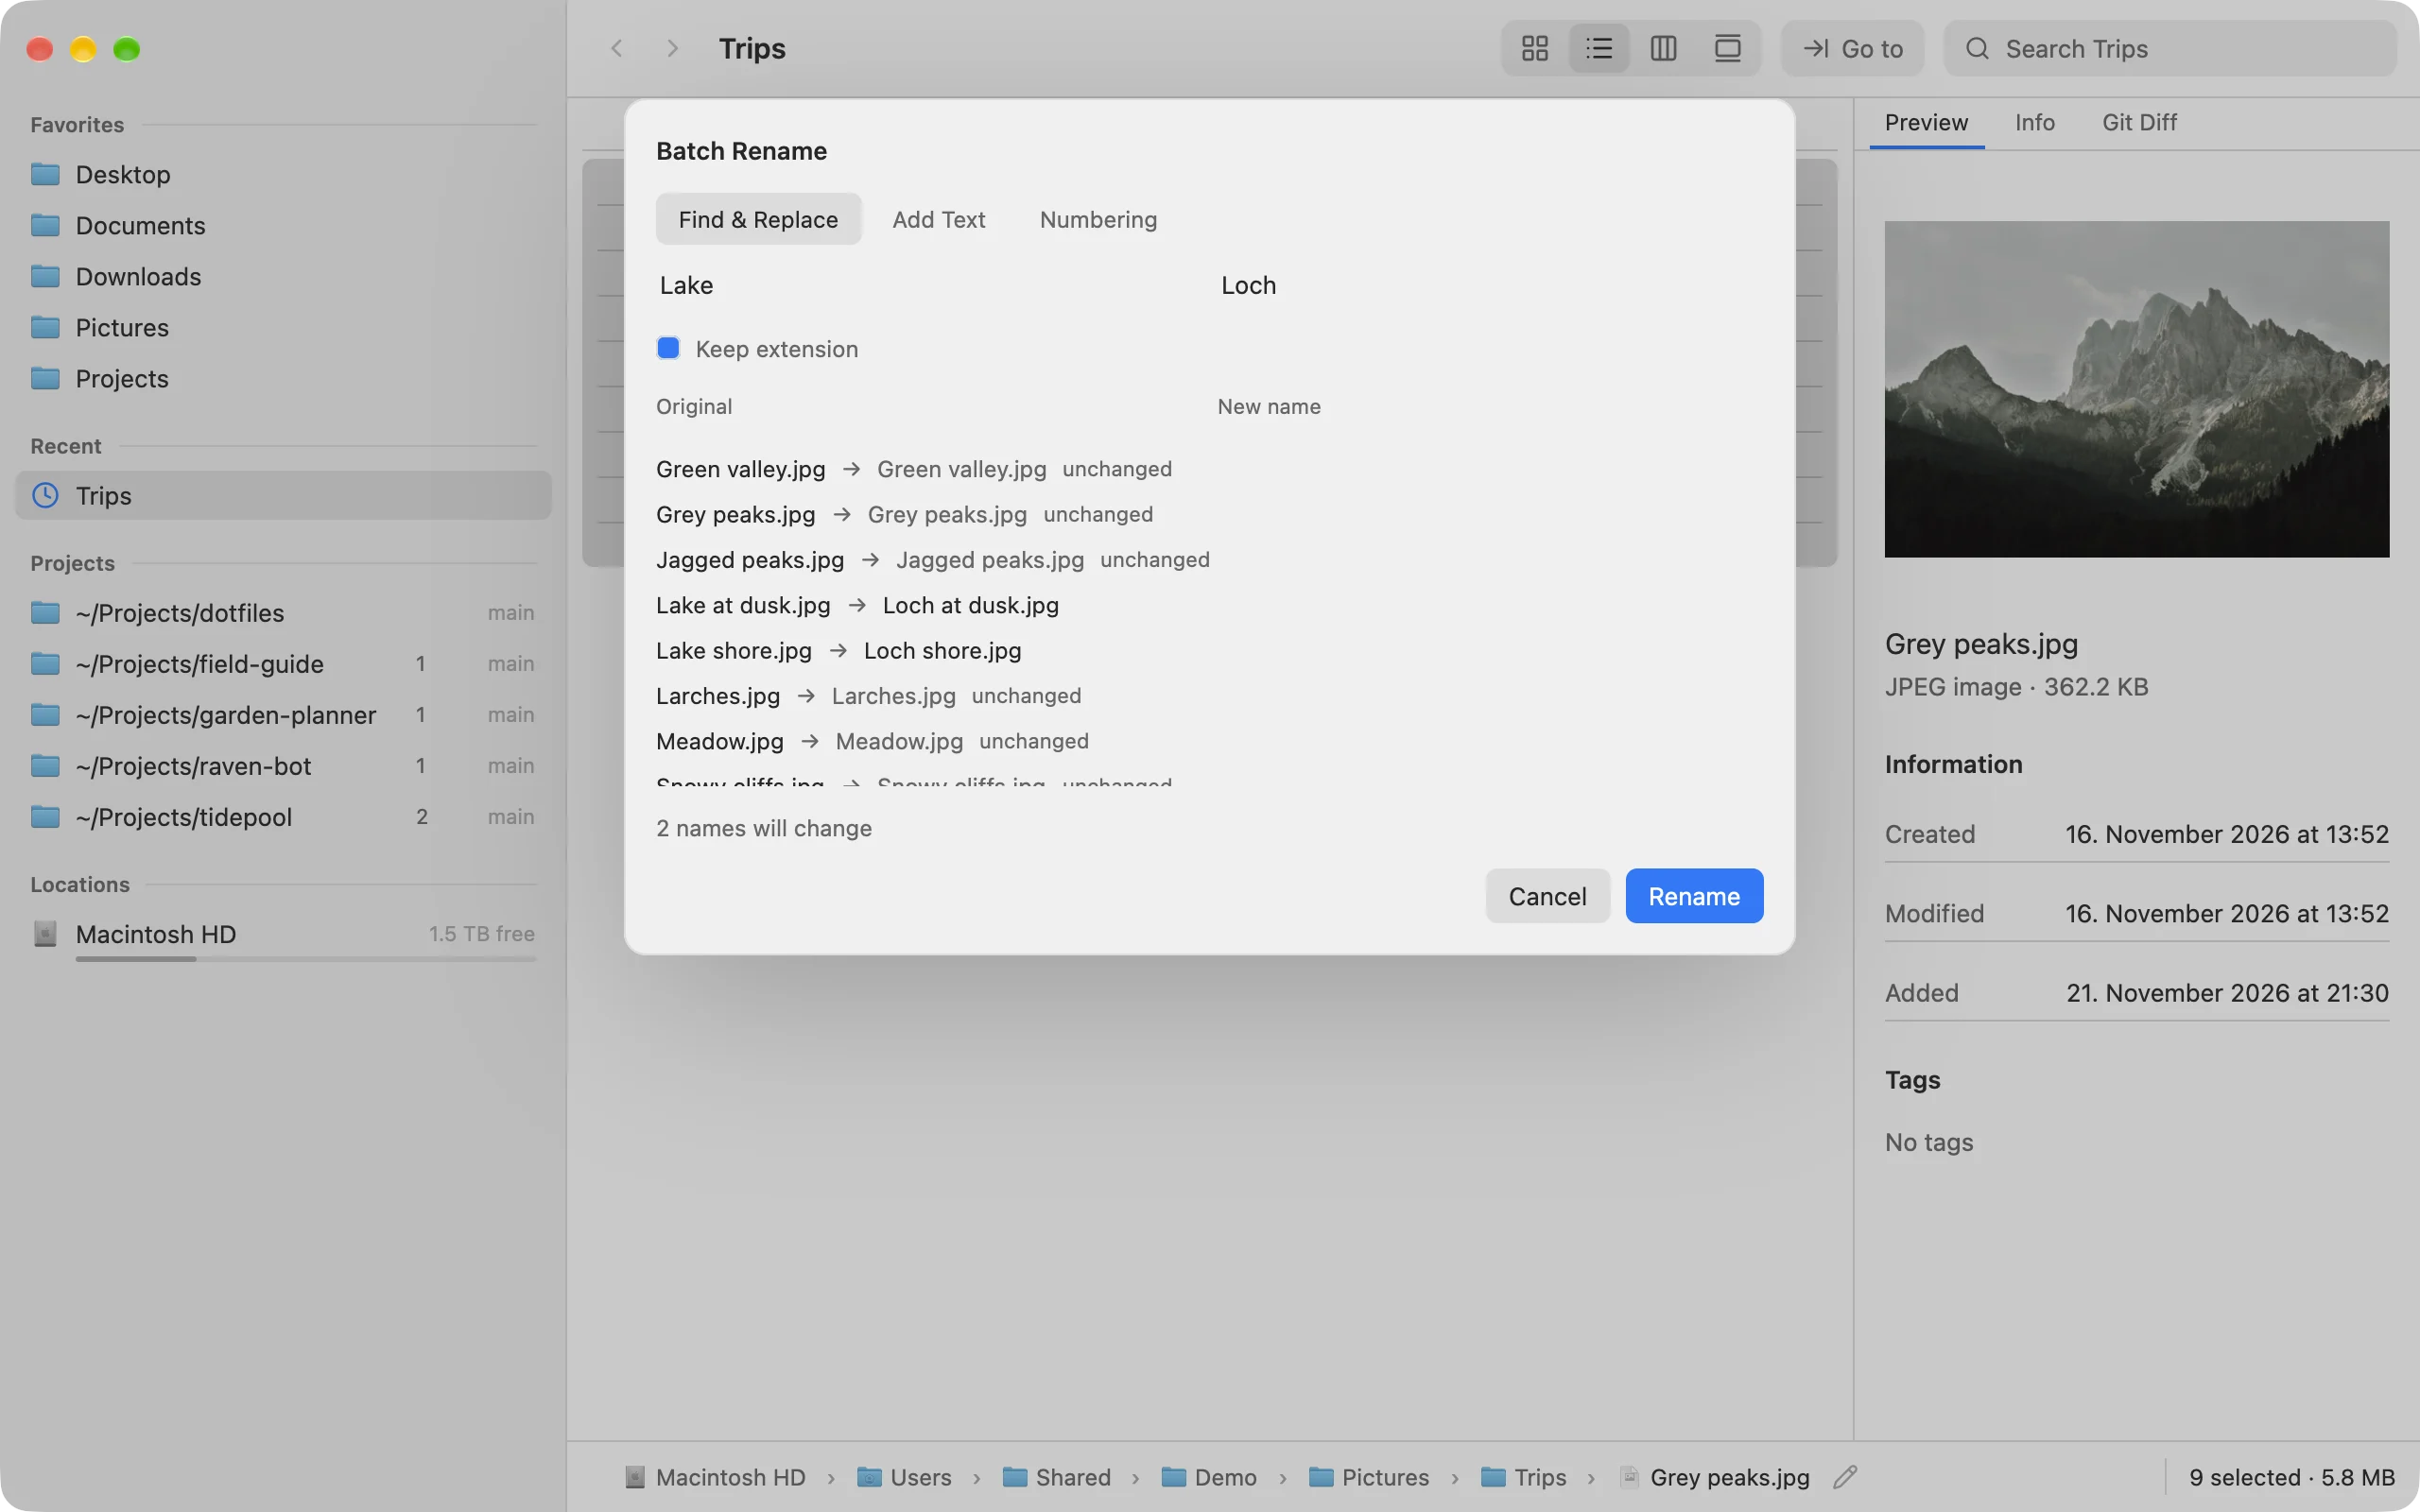 Trips
Go to
Search Trips
Favorites
Desktop
Documents
Downloads
Pictures
Projects
Recent
Trips
Projects
~/Projects/dotfiles main
~/Projects/field-guide 1 main
~/Projects/garden-planner 1 main
~/Projects/raven-bot 1 main
~/Projects/tidepool 2 main
Locations
Macintosh HD 1.5 TB free
Batch Rename
Find & Replace Add Text Numbering
Lake Loch
Keep extension
Original New name
Green valley.jpg → Green valley.jpg unchanged
Grey peaks.jpg → Grey peaks.jpg unchanged
Jagged peaks.jpg → Jagged peaks.jpg unchanged
Lake at dusk.jpg → Loch at dusk.jpg
Lake shore.jpg → Loch shore.jpg
Larches.jpg → Larches.jpg unchanged
Meadow.jpg → Meadow.jpg unchanged
Snowy cliffs.jpg → Snowy cliffs.jpg unchanged
2 names will change
Cancel Rename
Preview Info Git Diff
Grey peaks.jpg
JPEG image · 362.2 KB
Information
Created 16. November 2026 at 13:52
Modified 16. November 2026 at 13:52
Added 21. November 2026 at 21:30
Tags
No tags
Macintosh HD › Users › Shared › Demo › Pictures › Trips › Grey peaks.jpg
9 selected · 5.8 MB